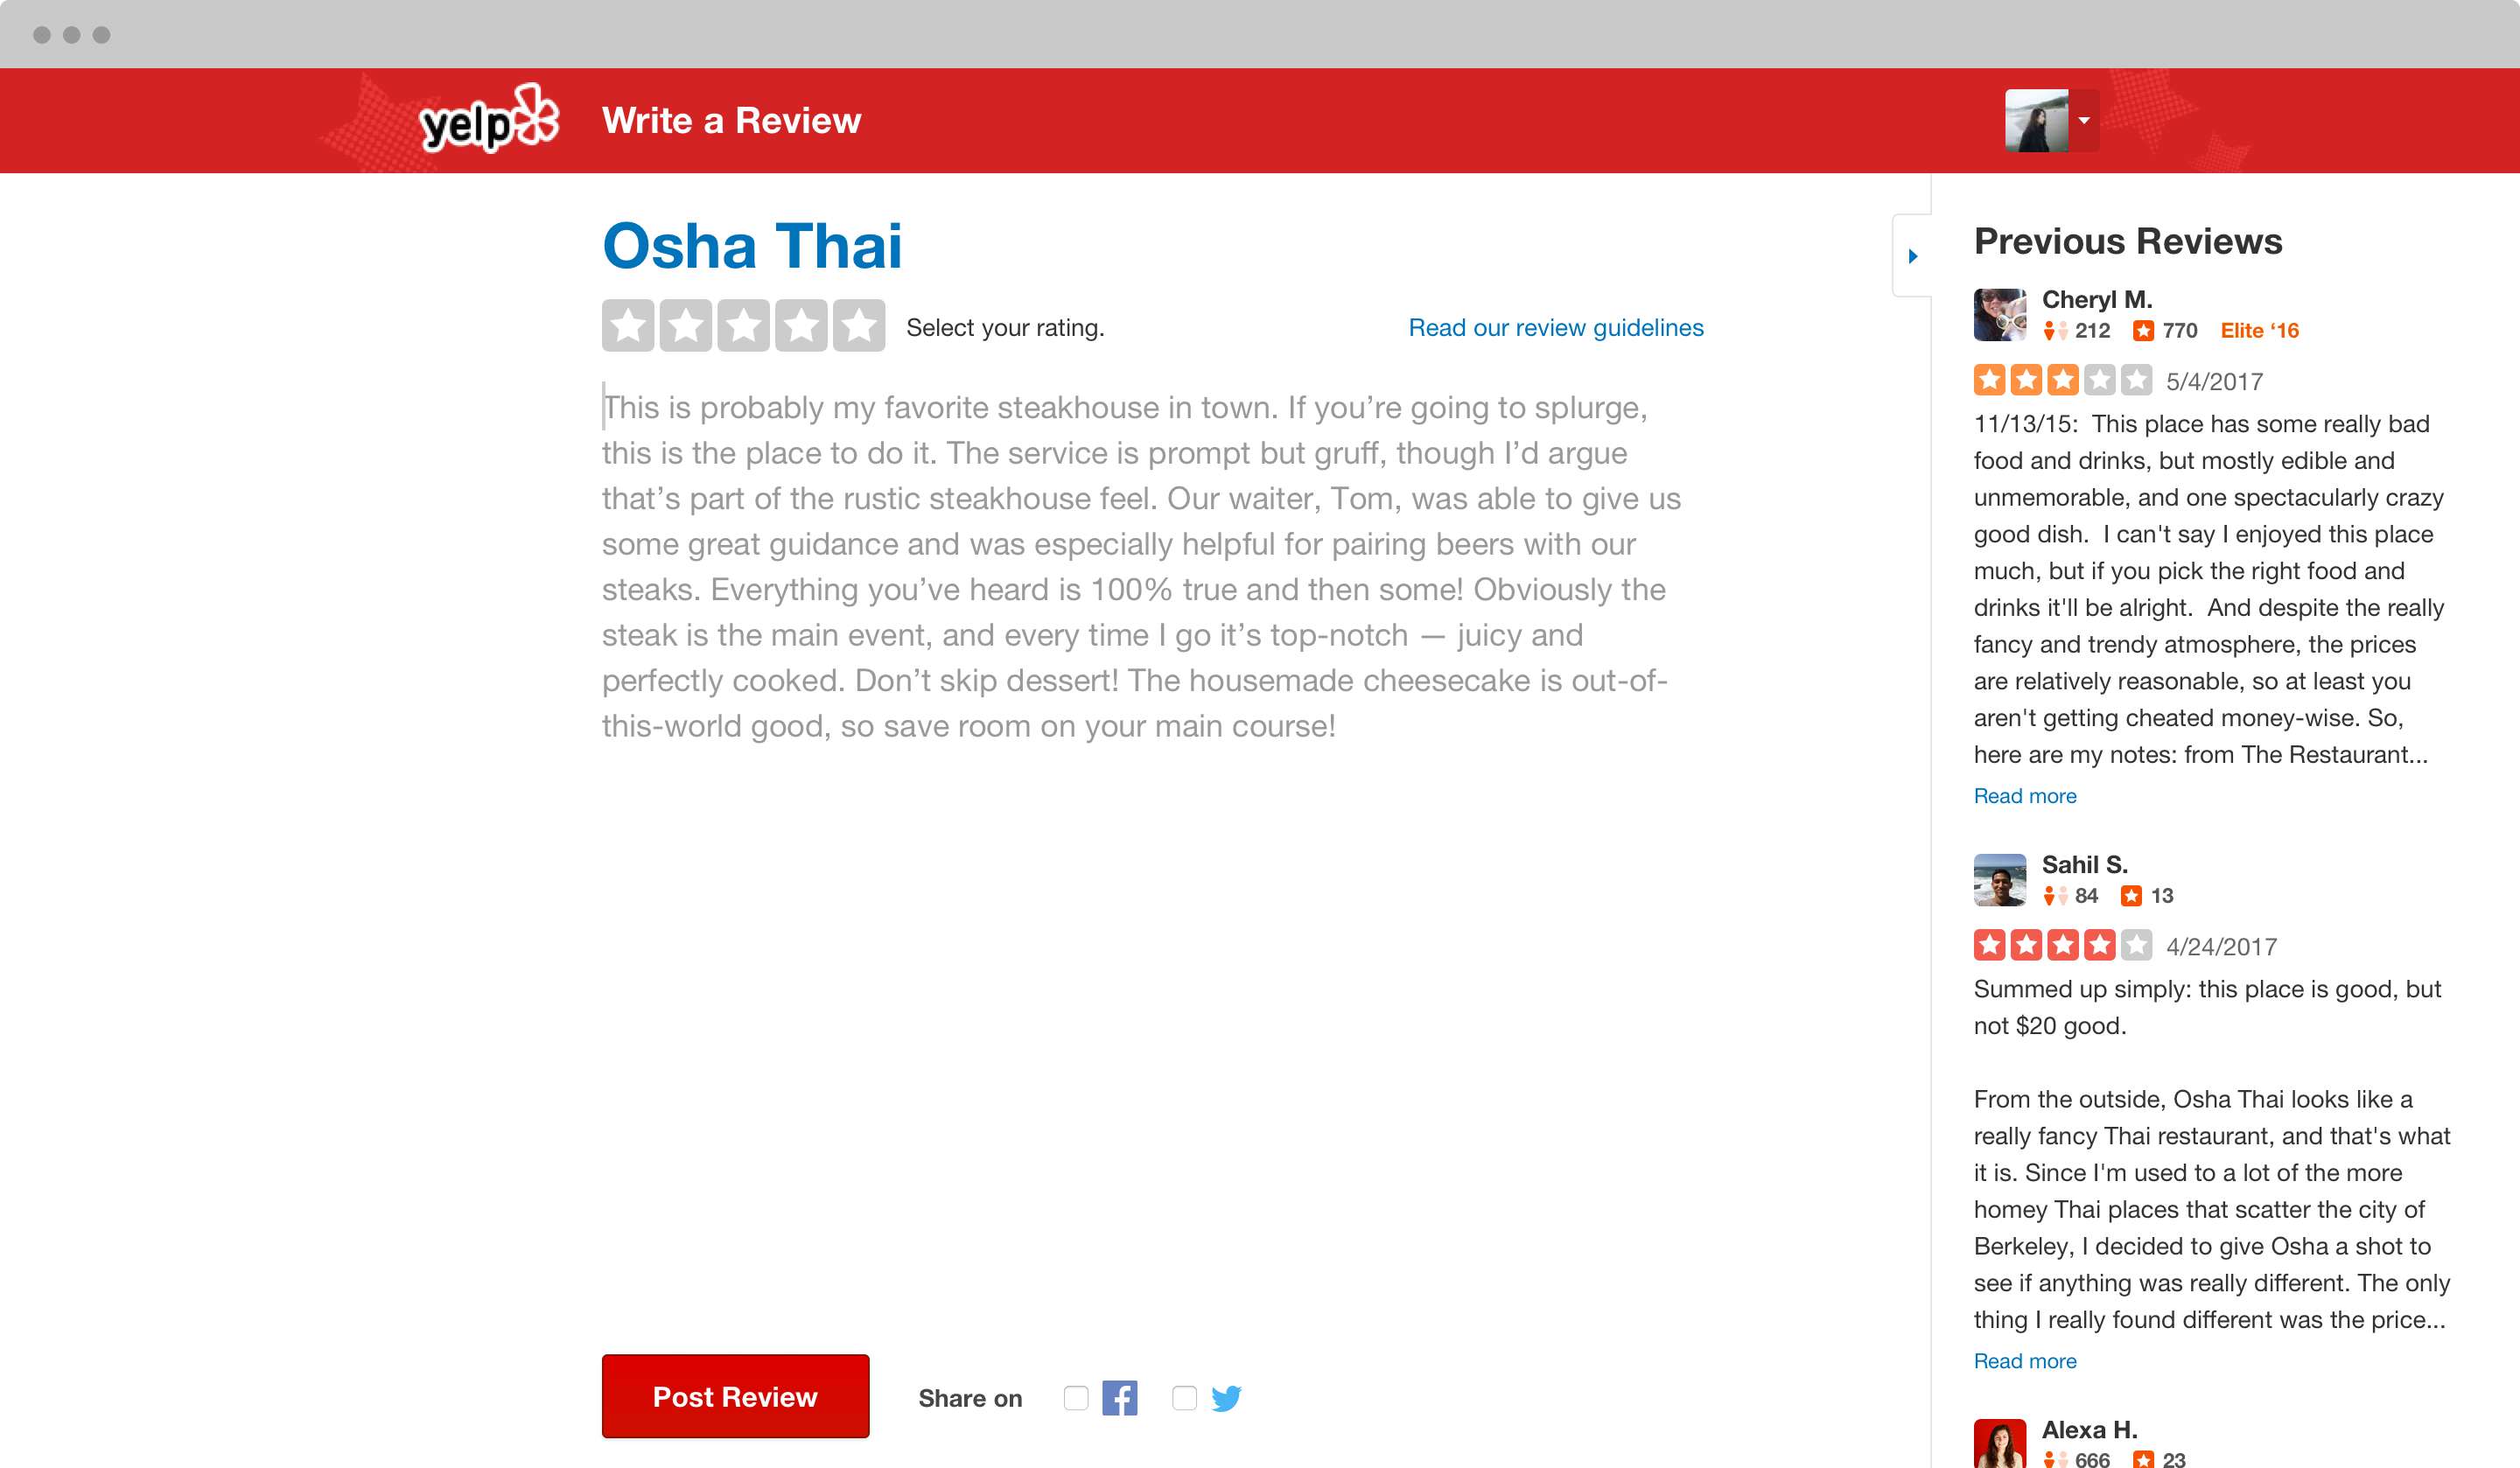 yelp
Write a Review
Osha Thai
Select your rating.
Read our review guidelines
This is probably my favorite steakhouse in town. If you’re going to splurge,
this is the place to do it. The service is prompt but gruff, though I’d argue
that’s part of the rustic steakhouse feel. Our waiter, Tom, was able to give us
some great guidance and was especially helpful for pairing beers with our
steaks. Everything you’ve heard is 100% true and then some! Obviously the
steak is the main event, and every time I go it’s top-notch — juicy and
perfectly cooked. Don’t skip dessert! The housemade cheesecake is out-of-
this-world good, so save room on your main course!
Post Review
Share on
Previous Reviews
Cheryl M.
212 770 Elite ‘16
5/4/2017
11/13/15:  This place has some really bad
food and drinks, but mostly edible and
unmemorable, and one spectacularly crazy
good dish.  I can't say I enjoyed this place
much, but if you pick the right food and
drinks it'll be alright.  And despite the really
fancy and trendy atmosphere, the prices
are relatively reasonable, so at least you
aren't getting cheated money-wise. So,
here are my notes: from The Restaurant...
Read more
Sahil S.
84 13
4/24/2017
Summed up simply: this place is good, but
not $20 good.
From the outside, Osha Thai looks like a
really fancy Thai restaurant, and that's what
it is. Since I'm used to a lot of the more
homey Thai places that scatter the city of
Berkeley, I decided to give Osha a shot to
see if anything was really different. The only
thing I really found different was the price...
Read more
Alexa H.
666 23